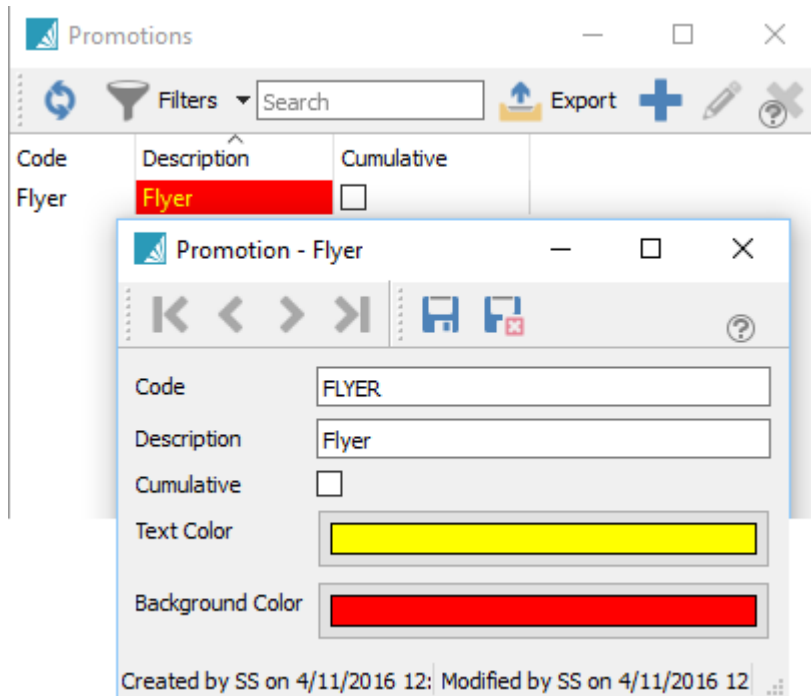 Promotions
Filters Search Export
Code Description Cumulative
Flyer Flyer
Promotion - Flyer
Code FLYER
Description Flyer
Cumulative
Text Color
Background Color
Created by SS on 4/11/2016 12: Modified by SS on 4/11/2016 12